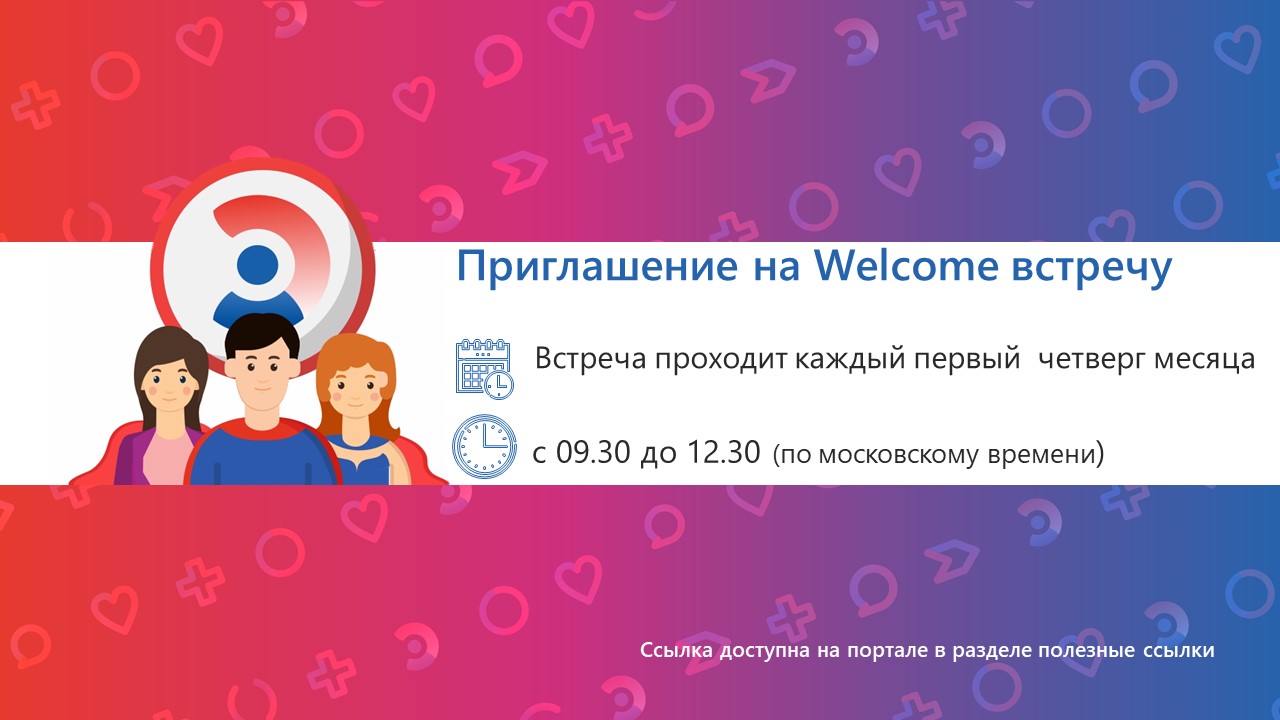 Приглашение на Welcome встречу
Встреча проходит каждый первый четверг месяца
с 09.30 до 12.30 (по московскому времени)
Ссылка доступна на портале в разделе полезные ссылки